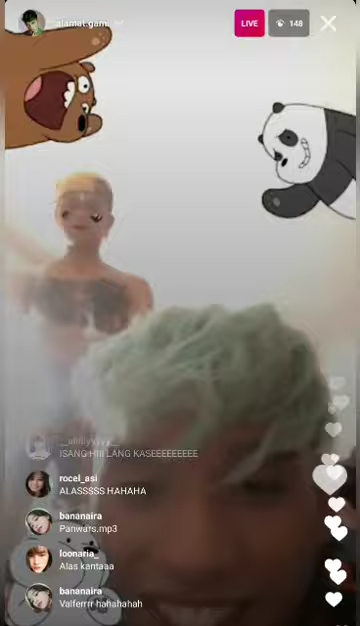 LIVE
148
ISANG HIII LANG KASEEEEEEEEE
rocel_asi
ALASSSSS HAHAHA
bananaira
Panwars.mp3
loonaria_
Alas kantaaa
bananaira
Valferrrr hahahahah